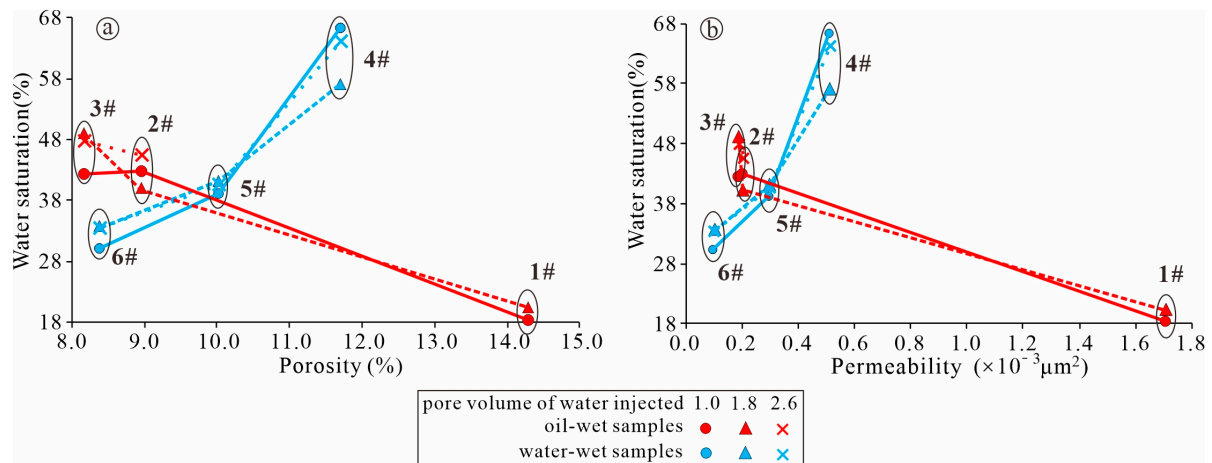 a
Water saturation(%)
68
58
48
38
28
18
8.0 9.0 10.0 11.0 12.0 13.0 14.0 15.0
Porosity (%)
3#
2#
4#
5#
6#
1#
b
Water saturation(%)
68
58
48
38
28
18
0.0 0.2 0.4 0.6 0.8 1.0 1.2 1.4 1.6 1.8
Permeability (×10⁻³μm²)
3#
2#
4#
5#
6#
1#
pore volume of water injected 1.0 1.8 2.6
oil-wet samples
water-wet samples